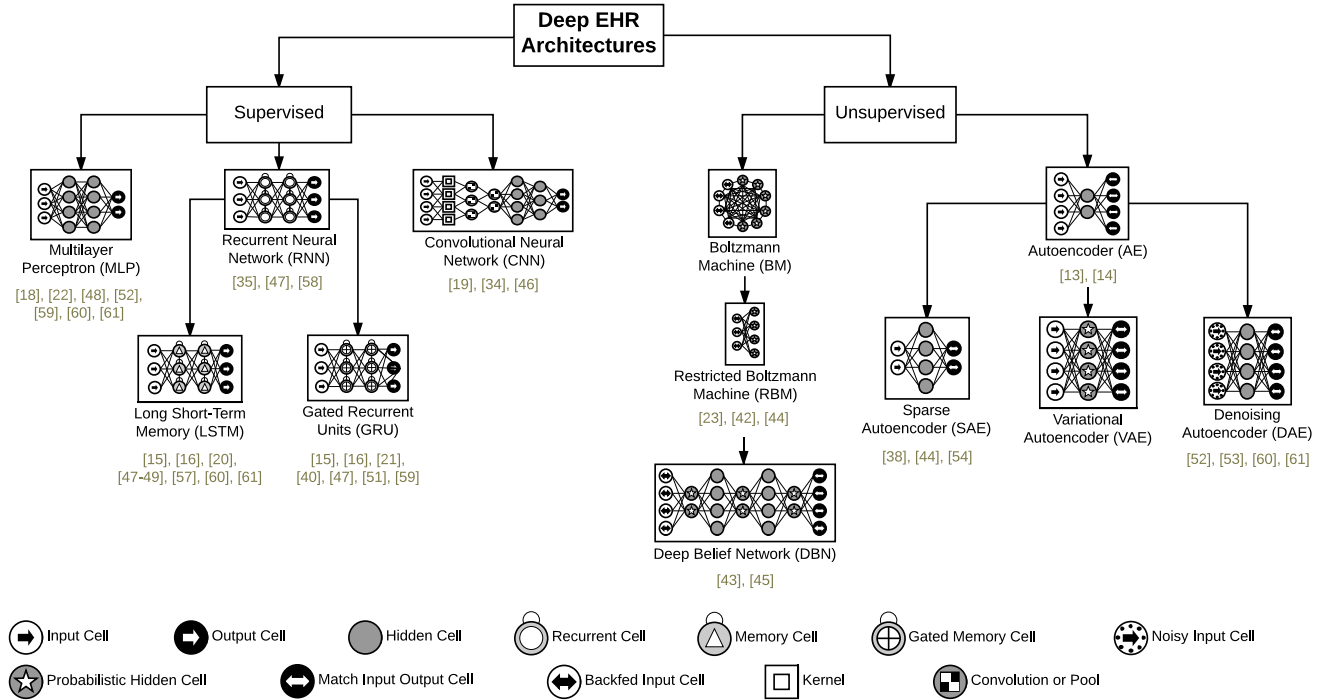 Deep EHR
Architectures
Supervised
Unsupervised
Multilayer
Perceptron (MLP)
[18], [22], [48], [52],
[59], [60], [61]
Recurrent Neural
Network (RNN)
[35], [47], [58]
Convolutional Neural
Network (CNN)
[19], [34], [46]
Boltzmann
Machine (BM)
Autoencoder (AE)
[13], [14]
Long Short-Term
Memory (LSTM)
[15], [16], [20],
[47-49], [57], [60], [61]
Gated Recurrent
Units (GRU)
[15], [16], [21],
[40], [47], [51], [59]
Restricted Boltzmann
Machine (RBM)
[23], [42], [44]
Sparse
Autoencoder (SAE)
[38], [44], [54]
Variational
Autoencoder (VAE)
Denoising
Autoencoder (DAE)
[52], [53], [60], [61]
Deep Belief Network (DBN)
[43], [45]
Input Cell
Output Cell
Hidden Cell
Recurrent Cell
Memory Cell
Gated Memory Cell
Noisy Input Cell
Probabilistic Hidden Cell
Match Input Output Cell
Backfed Input Cell
Kernel
Convolution or Pool